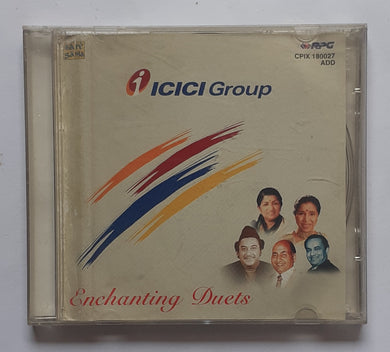 RPG
CPIX 180027
ADD
i ICICI Group
Enchanting Duets